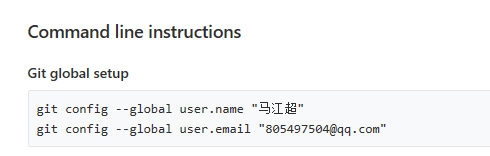 Command line instructions
Git global setup
git config --global user.name "马江超"
git config --global user.email "805497504@qq.com"